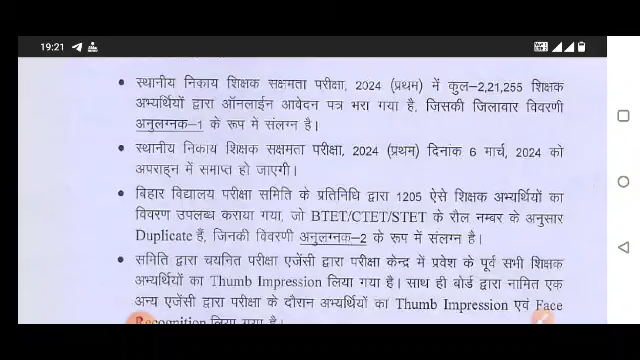 19:21
स्थानीय निकाय शिक्षक सक्षमता परीक्षा, 2024 (प्रथम) में कुल–2,21,255 शिक्षक
अभ्यर्थियों द्वारा ऑनलाईन आवेदन पत्र भरा गया है, जिसकी जिलावार विवरणी
अनुलग्नक–1 के रूप में संलग्न है।
स्थानीय निकाय शिक्षक सक्षमता परीक्षा, 2024 (प्रथम) दिनांक 6 मार्च, 2024 को
अपराह्न में समाप्त हो जाएगी।
बिहार विद्यालय परीक्षा समिति के प्रतिनिधि द्वारा 1205 ऐसे शिक्षक अभ्यर्थियों का
विवरण उपलब्ध कराया गया, जो BTET/CTET/STET के रौल नम्बर के अनुसार
Duplicate हैं, जिनकी विवरणी अनुलग्नक–2 के रूप में संलग्न है।
समिति द्वारा चयनित परीक्षा एजेंसी द्वारा परीक्षा केन्द्र में प्रवेश के पूर्व सभी शिक्षक
अभ्यर्थियों का Thumb Impression लिया गया है। साथ ही बोर्ड द्वारा नामित एक
अन्य एजेंसी द्वारा परीक्षा के दौरान अभ्यर्थियों का Thumb Impression एवं Face
Recognition लिया गया है।